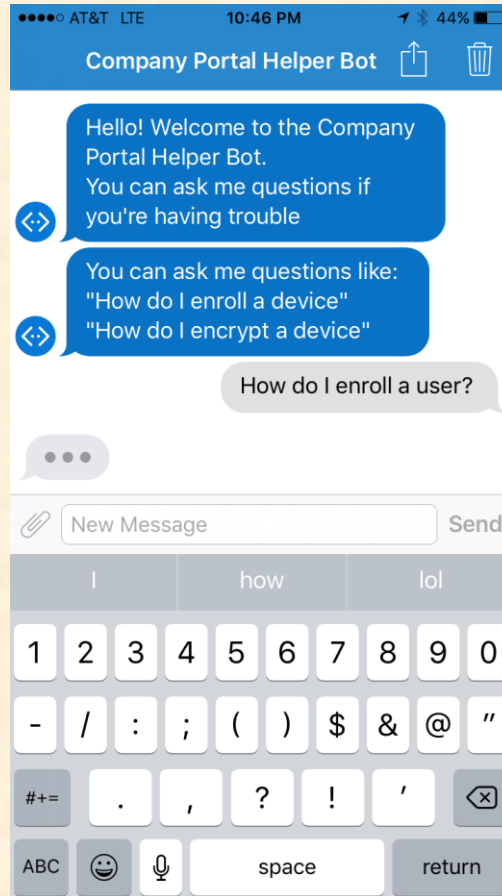 AT&T LTE 10:46 PM 44%
Company Portal Helper Bot
Hello! Welcome to the Company
Portal Helper Bot.
You can ask me questions if
you're having trouble
You can ask me questions like:
"How do I enroll a device"
"How do I encrypt a device"
How do I enroll a user?
New Message Send
I how lol
1 2 3 4 5 6 7 8 9 0
- / : ; ( ) $ & @ "
#+= . , ? ! '
ABC space return